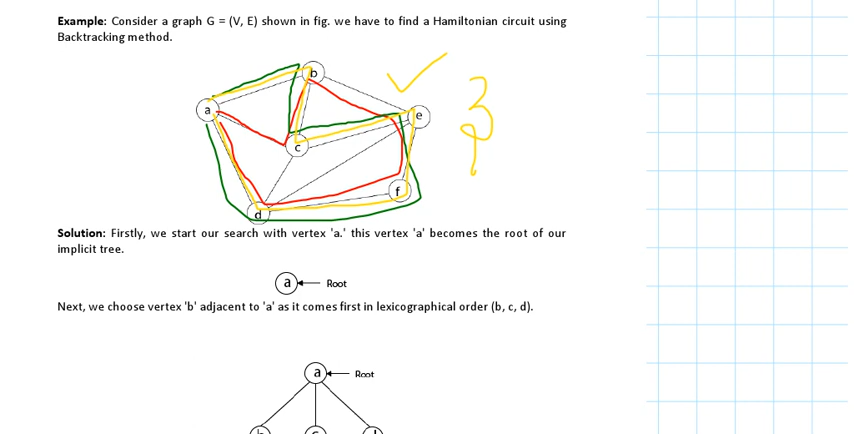 Example: Consider a graph G = (V, E) shown in fig. we have to find a Hamiltonian circuit using
Backtracking method.
b
a
e
c
f
d
Solution: Firstly, we start our search with vertex 'a.' this vertex 'a' becomes the root of our
implicit tree.
a Root
Next, we choose vertex 'b' adjacent to 'a' as it comes first in lexicographical order (b, c, d).
a Root